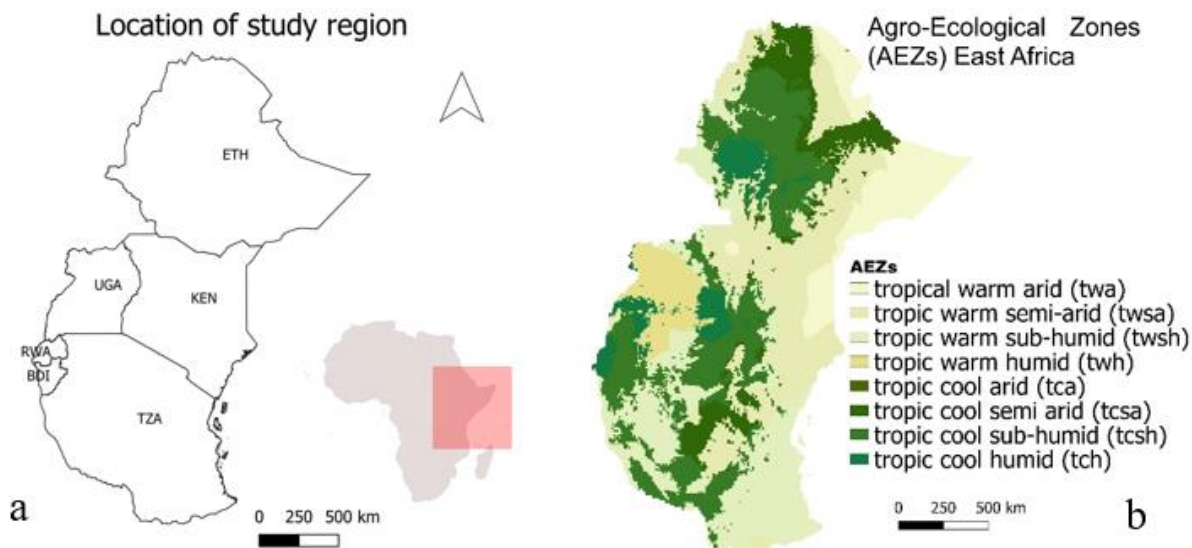 Location of study region
ETH
UGA
KEN
RWA
BDI
TZA
a
0 250 500 km
Agro-Ecological Zones
(AEZs) East Africa
AEZs
tropical warm arid (twa)
tropic warm semi-arid (twsa)
tropic warm sub-humid (twsh)
tropic warm humid (twh)
tropic cool arid (tca)
tropic cool semi arid (tcsa)
tropic cool sub-humid (tcsh)
tropic cool humid (tch)
0 250 500 km
b